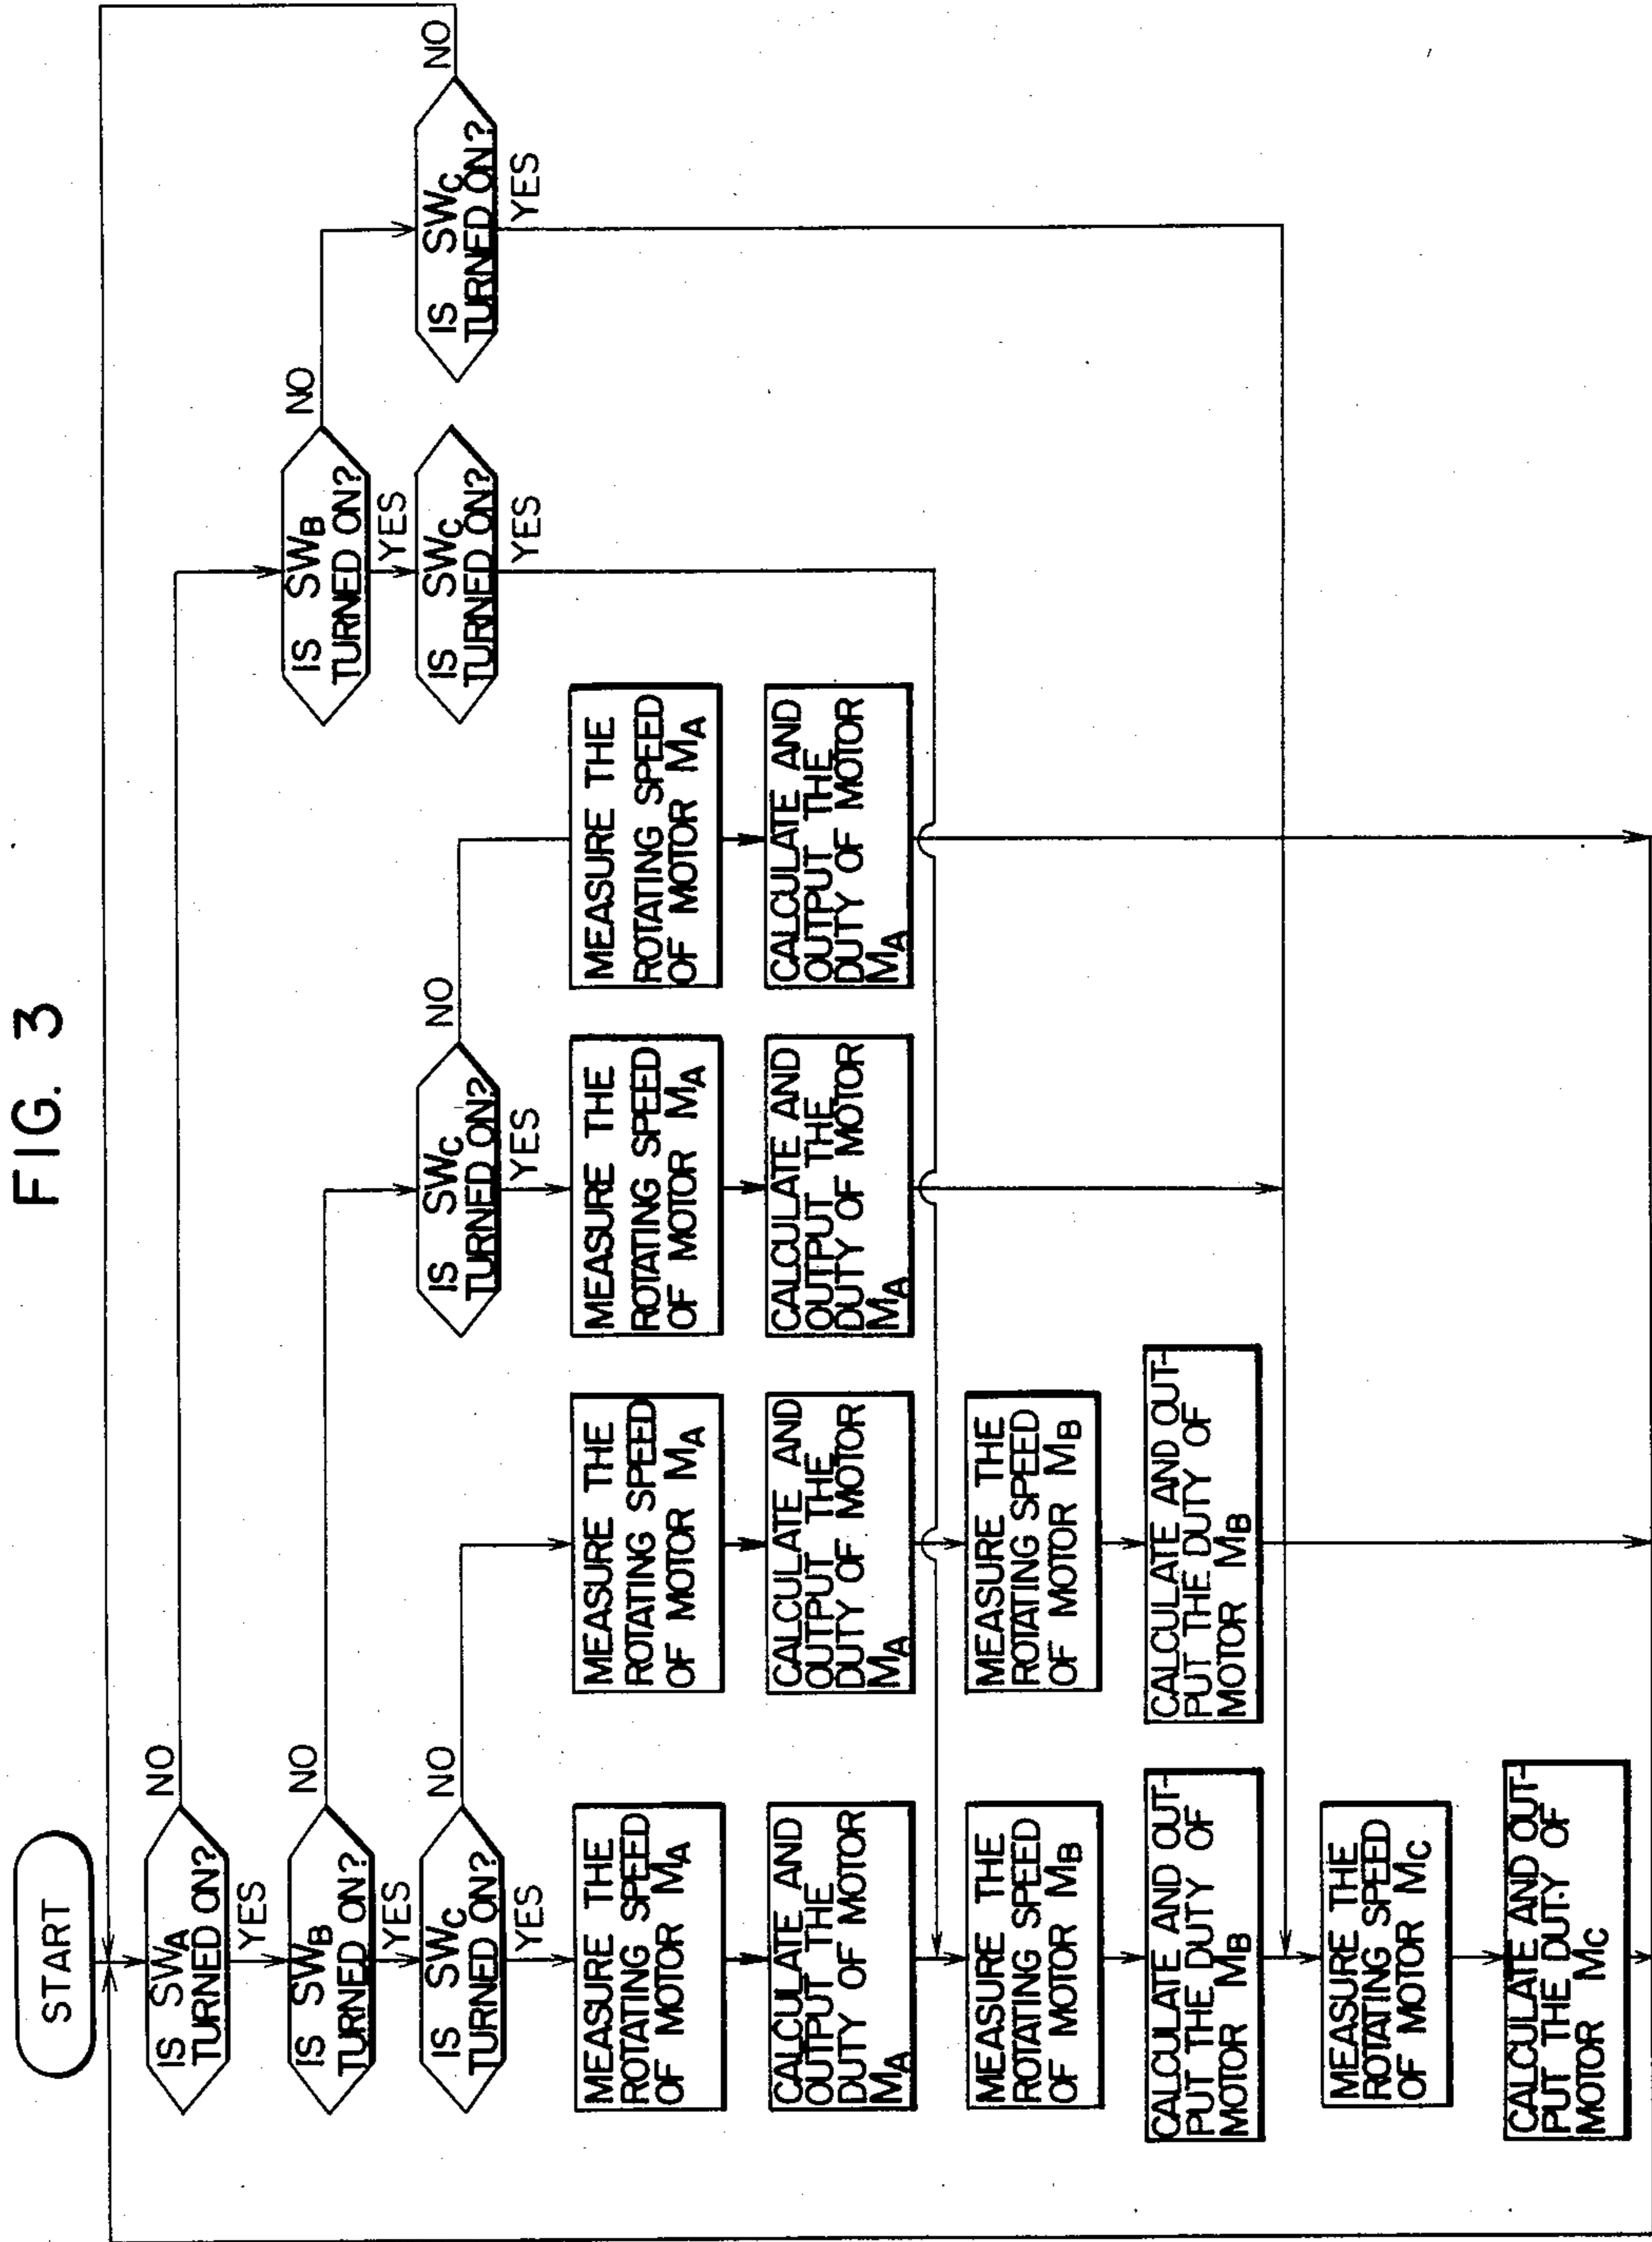 FIG. 3
START
IS SWA
TURNED ON?
NO
YES
IS SWB
TURNED ON?
NO
YES
IS SWC
TURNED ON?
NO
YES
MEASURE THE
ROTATING SPEED
OF MOTOR MA
CALCULATE AND
OUTPUT THE
DUTY OF MOTOR
MA
MEASURE THE
ROTATING SPEED
OF MOTOR MB
CALCULATE AND OUT-
PUT THE DUTY OF
MOTOR MB
MEASURE THE
ROTATING SPEED
OF MOTOR MC
CALCULATE AND OUT-
PUT THE DUTY OF
MOTOR MC
MEASURE THE
ROTATING SPEED
OF MOTOR MA
CALCULATE AND
OUTPUT THE
DUTY OF MOTOR
MA
MEASURE THE
ROTATING SPEED
OF MOTOR MB
CALCULATE AND OUT-
PUT THE DUTY OF
MOTOR MB
IS SWC
TURNED ON?
NO
YES
MEASURE THE
ROTATING SPEED
OF MOTOR MA
CALCULATE AND
OUTPUT THE
DUTY OF MOTOR
MA
MEASURE THE
ROTATING SPEED
OF MOTOR MA
CALCULATE AND
OUTPUT THE
DUTY OF MOTOR
MA
IS SWB
TURNED ON?
NO
YES
IS SWC
TURNED ON?
YES
IS SWC
TURNED ON?
NO
YES